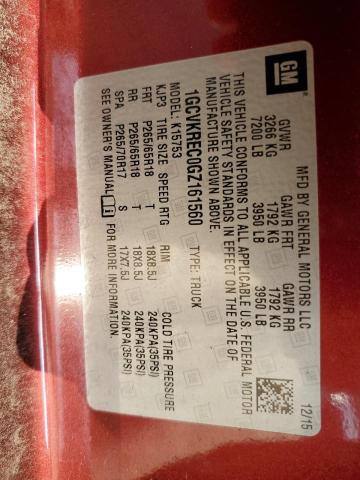 GM
MFD BY GENERAL MOTORS LLC 12/15
GVWR GAWR FRT GAWR RR
3266 KG 1792 KG 1792 KG
7200 LB 3950 LB 3950 LB
THIS VEHICLE CONFORMS TO ALL APPLICABLE U.S. FEDERAL MOTOR
VEHICLE SAFETY STANDARDS IN EFFECT ON THE DATE OF
MANUFACTURE SHOWN ABOVE.
1GCVKREC0GZ161560 TYPE: TRUCK
MODEL: K15753
KJP3 TIRE SIZE SPEED RTG RIM COLD TIRE PRESSURE
FRT P265/65R18 T 18X8.5J 240KPA(35PSI)
RR P265/65R18 T 18X8.5J 240KPA(35PSI)
SPA P265/70R17 S 17X7.5J 240KPA(35PSI)
SEE OWNER'S MANUAL FOR MORE INFORMATION.